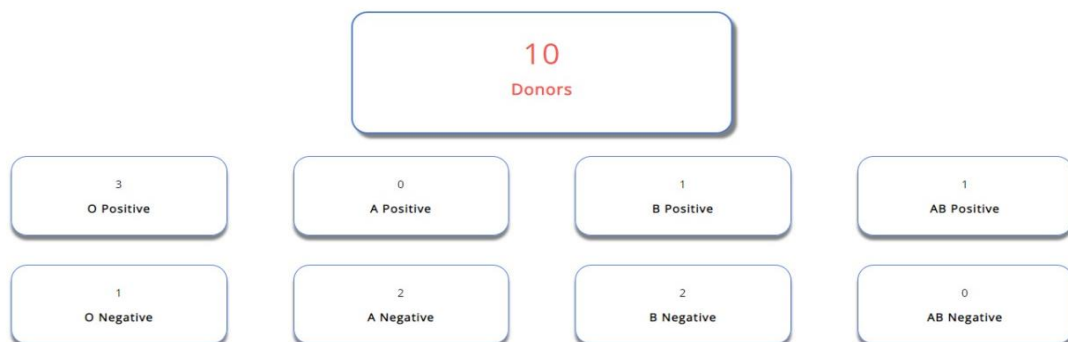 10
Donors
3
O Positive
0
A Positive
1
B Positive
1
AB Positive
1
O Negative
2
A Negative
2
B Negative
0
AB Negative